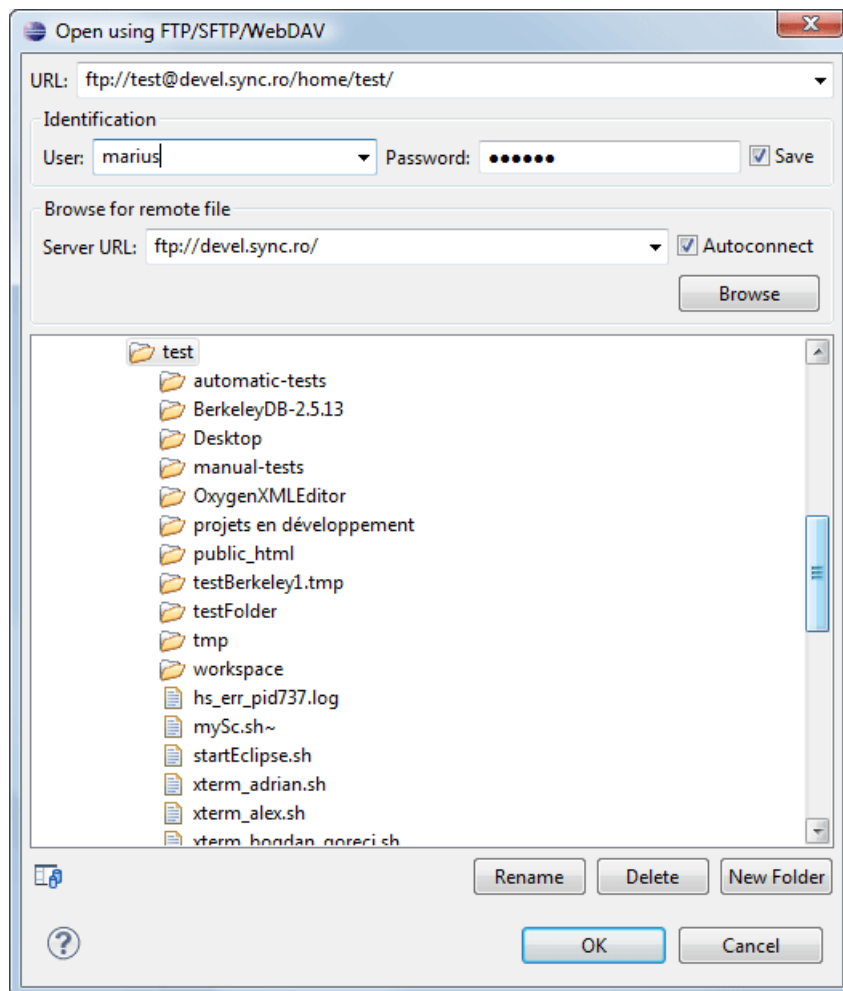 Open using FTP/SFTP/WebDAV
URL: ftp://test@devel.sync.ro/home/test/
Identification
User: marius Password: ●●●●●● Save
Browse for remote file
Server URL: ftp://devel.sync.ro/ Autoconnect
Browse
test
automatic-tests
BerkeleyDB-2.5.13
Desktop
manual-tests
OxygenXMLEditor
projets en développement
public_html
testBerkeley1.tmp
testFolder
tmp
workspace
hs_err_pid737.log
mySc.sh~
startEclipse.sh
xterm_adrian.sh
xterm_alex.sh
xterm_bogdan_goreci.sh
Rename Delete New Folder
OK Cancel